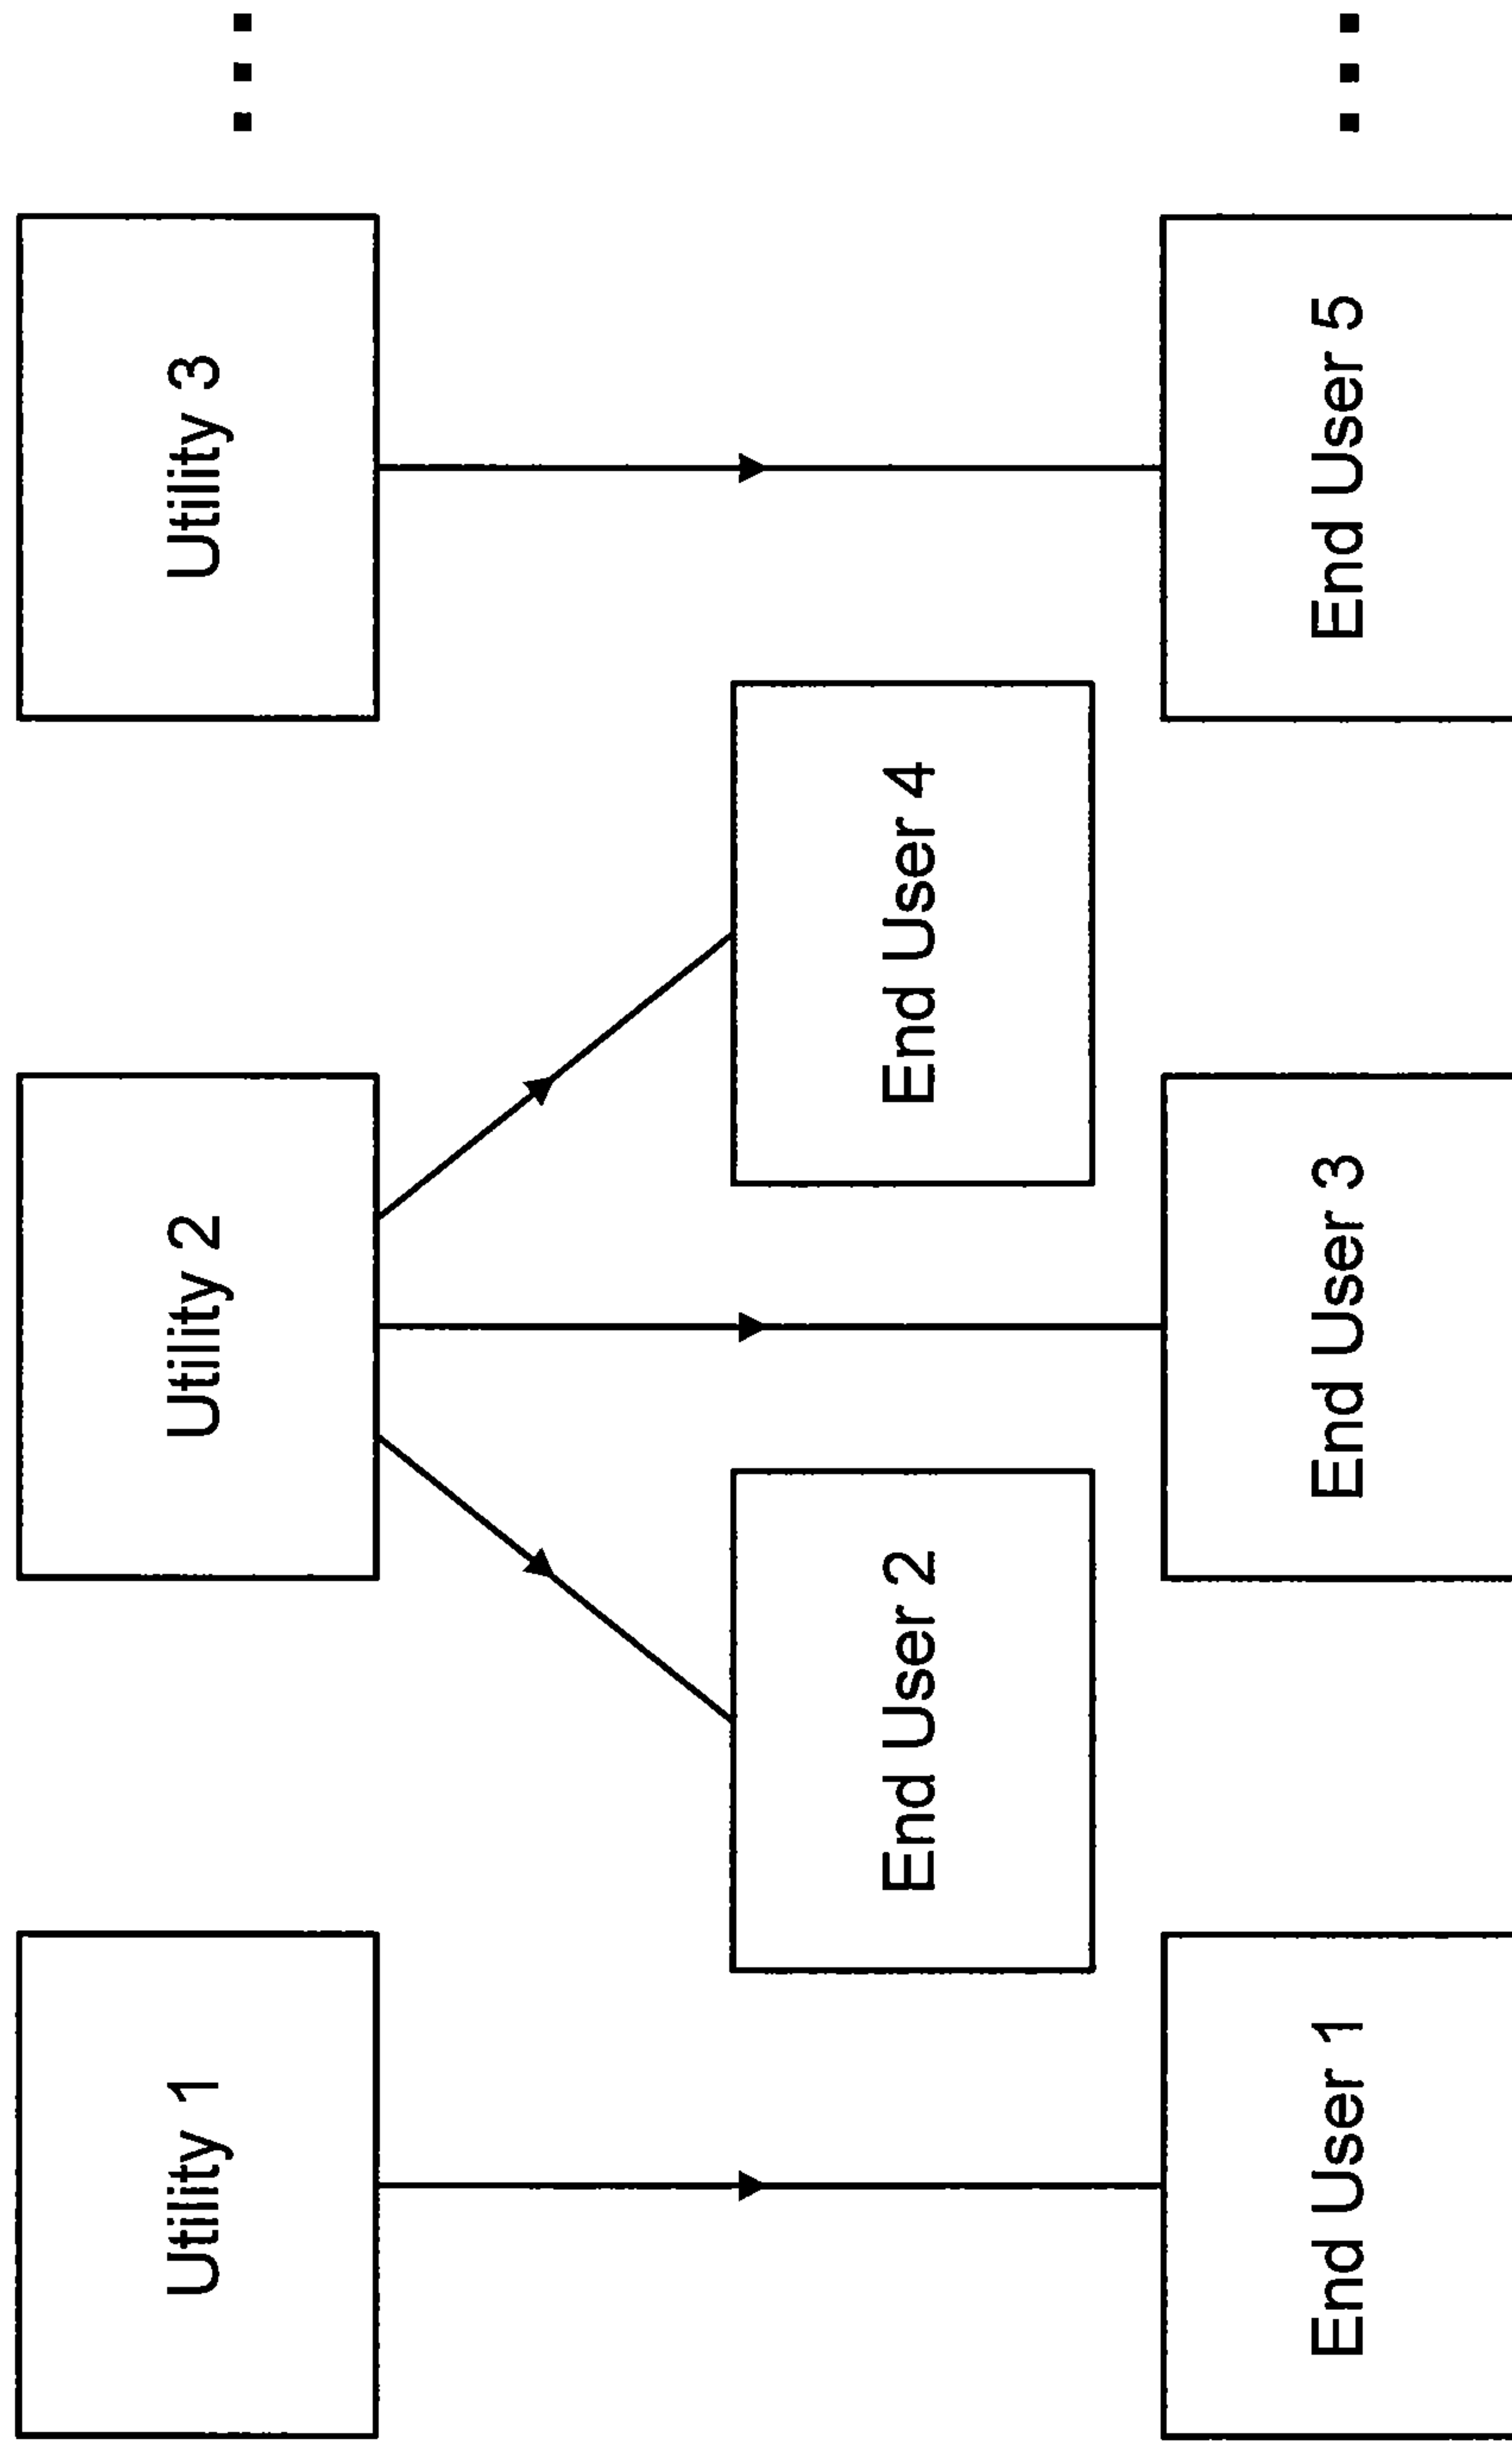 Utility 1
Utility 2
Utility 3
End User 2
End User 4
End User 1
End User 3
End User 5